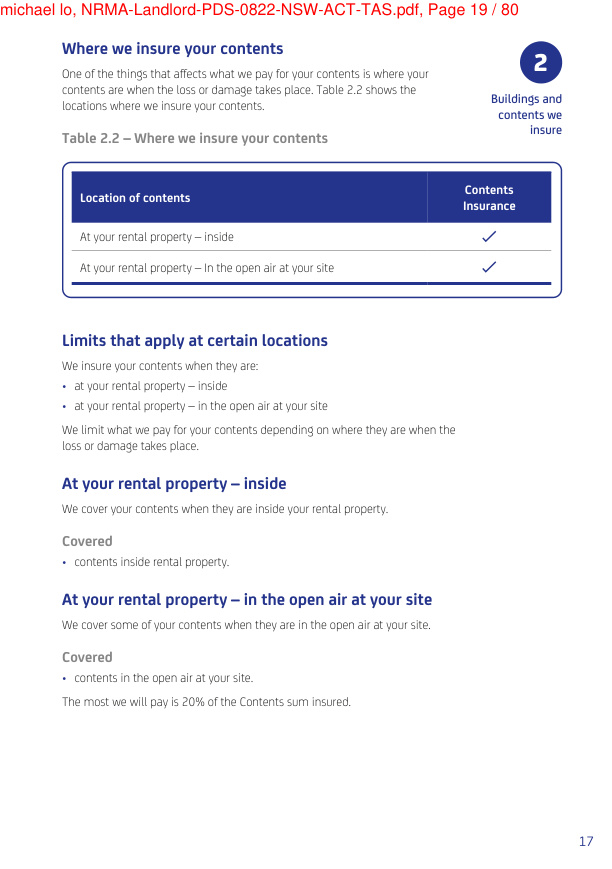 michael lo, NRMA-Landlord-PDS-0822-NSW-ACT-TAS.pdf, Page 19 / 80
Where we insure your contents
One of the things that affects what we pay for your contents is where your
contents are when the loss or damage takes place. Table 2.2 shows the
locations where we insure your contents.
2
Buildings and
contents we
insure
Table 2.2 – Where we insure your contents
Location of contents
Contents
Insurance
At your rental property – inside ✓
At your rental property – In the open air at your site ✓
Limits that apply at certain locations
We insure your contents when they are:
• at your rental property – inside
• at your rental property – in the open air at your site
We limit what we pay for your contents depending on where they are when the
loss or damage takes place.
At your rental property – inside
We cover your contents when they are inside your rental property.
Covered
• contents inside rental property.
At your rental property – in the open air at your site
We cover some of your contents when they are in the open air at your site.
Covered
• contents in the open air at your site.
The most we will pay is 20% of the Contents sum insured.
17